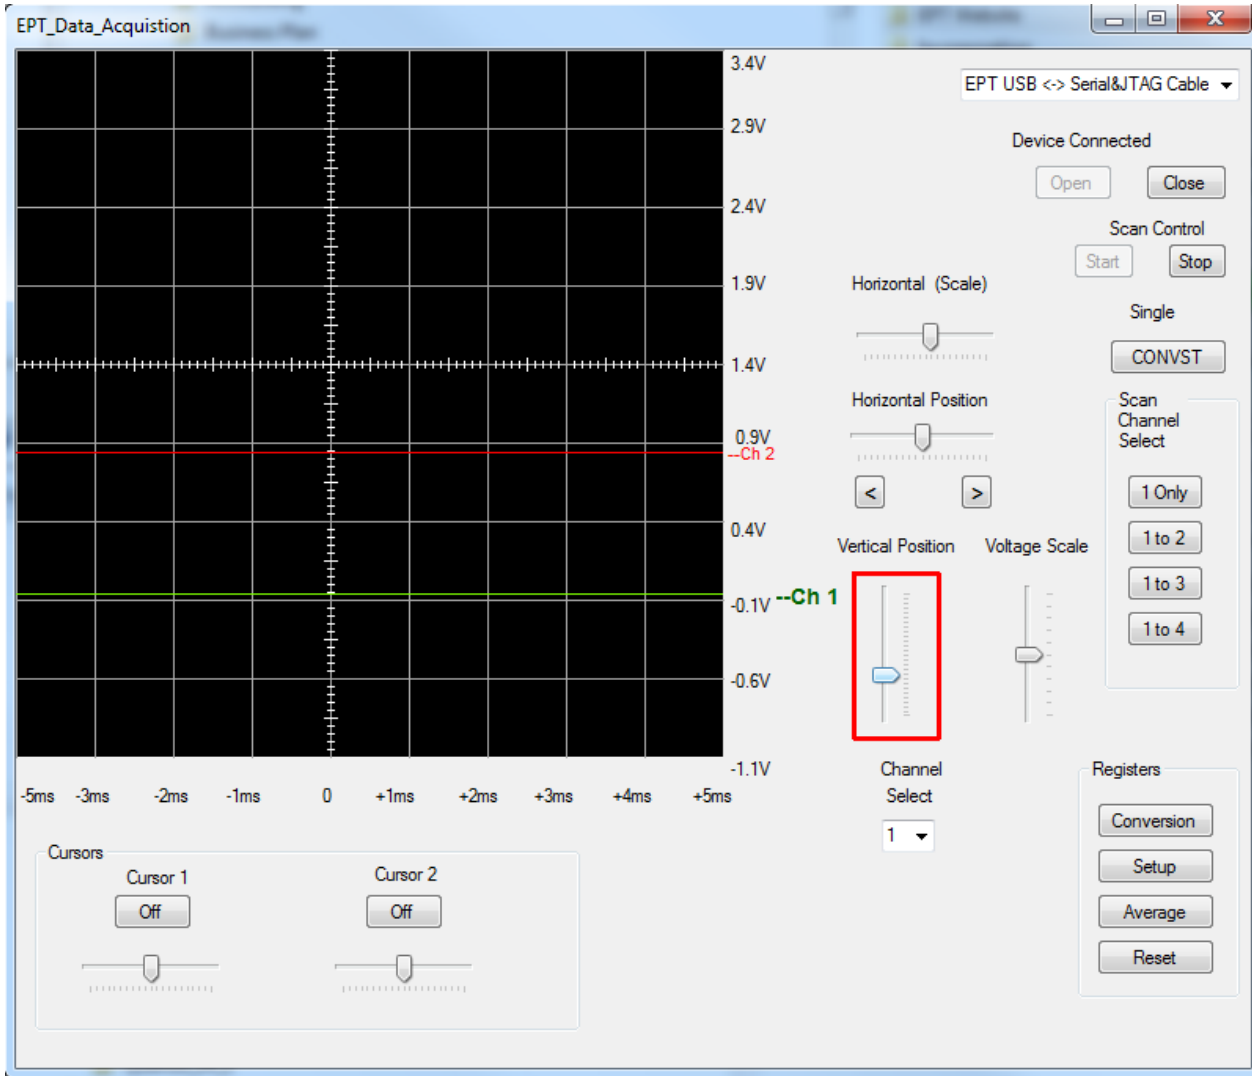 EPT_Data_Acquistion
Business Plan
EPT Website
3.4V
2.9V
2.4V
1.9V
1.4V
0.9V
--Ch 2
0.4V
-0.1V
--Ch 1
-0.6V
-1.1V
-5ms -3ms -2ms -1ms 0 +1ms +2ms +3ms +4ms +5ms
EPT USB <-> Serial&JTAG Cable
Device Connected
Open Close
Scan Control
Start Stop
Horizontal (Scale)
Single
CONVST
Horizontal Position
< >
Scan
Channel
Select
1 Only
1 to 2
1 to 3
1 to 4
Vertical Position Voltage Scale
Channel
Select
1
Registers
Conversion
Setup
Average
Reset
Cursors
Cursor 1 Cursor 2
Off Off